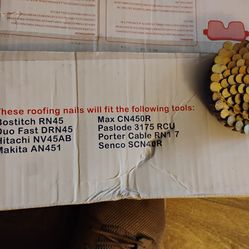 These roofing nails will fit the following tools:
Bostitch RN45
Duo Fast DRN45
Hitachi NV45AB
Makita AN451
Max CN450R
Paslode 3175 RCU
Porter Cable RN1 7
Senco SCN40R